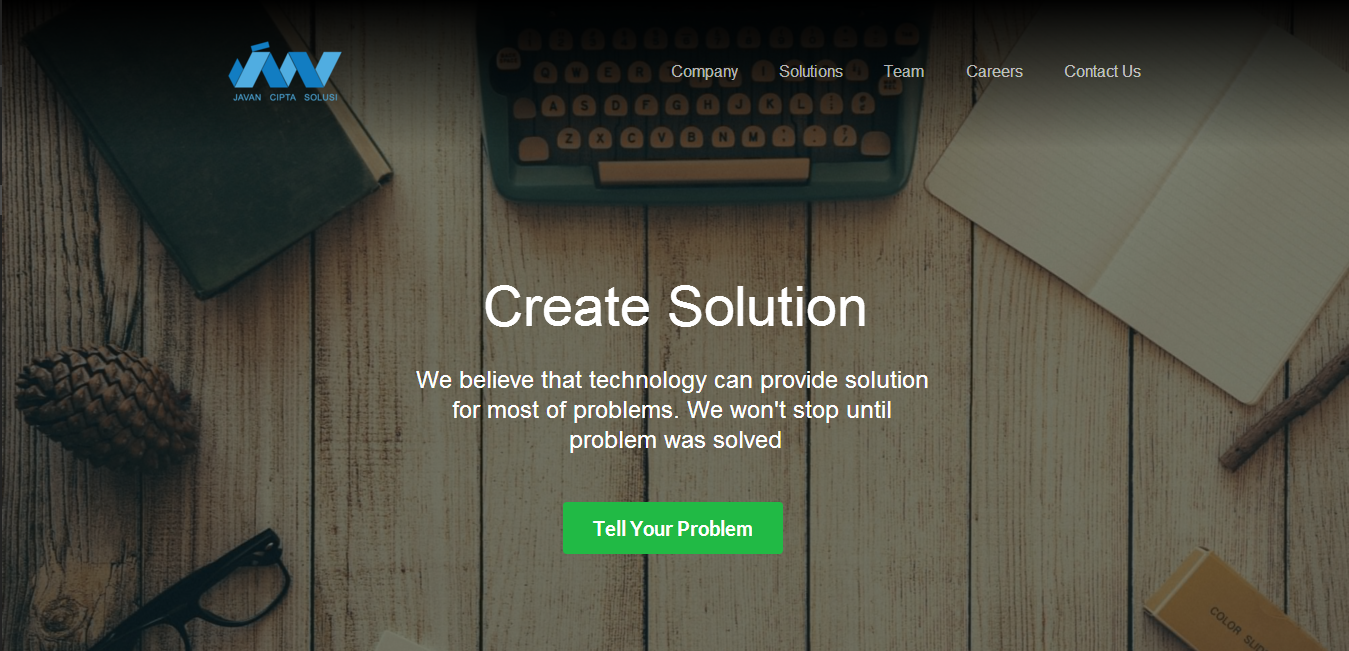 JAVAN CIPTA SOLUSI
Company Solutions Team Careers Contact Us
Q W E R
A S D F G H J K L
Z X C V B N M
Create Solution
We believe that technology can provide solution
for most of problems. We won't stop until
problem was solved
Tell Your Problem
COLOR